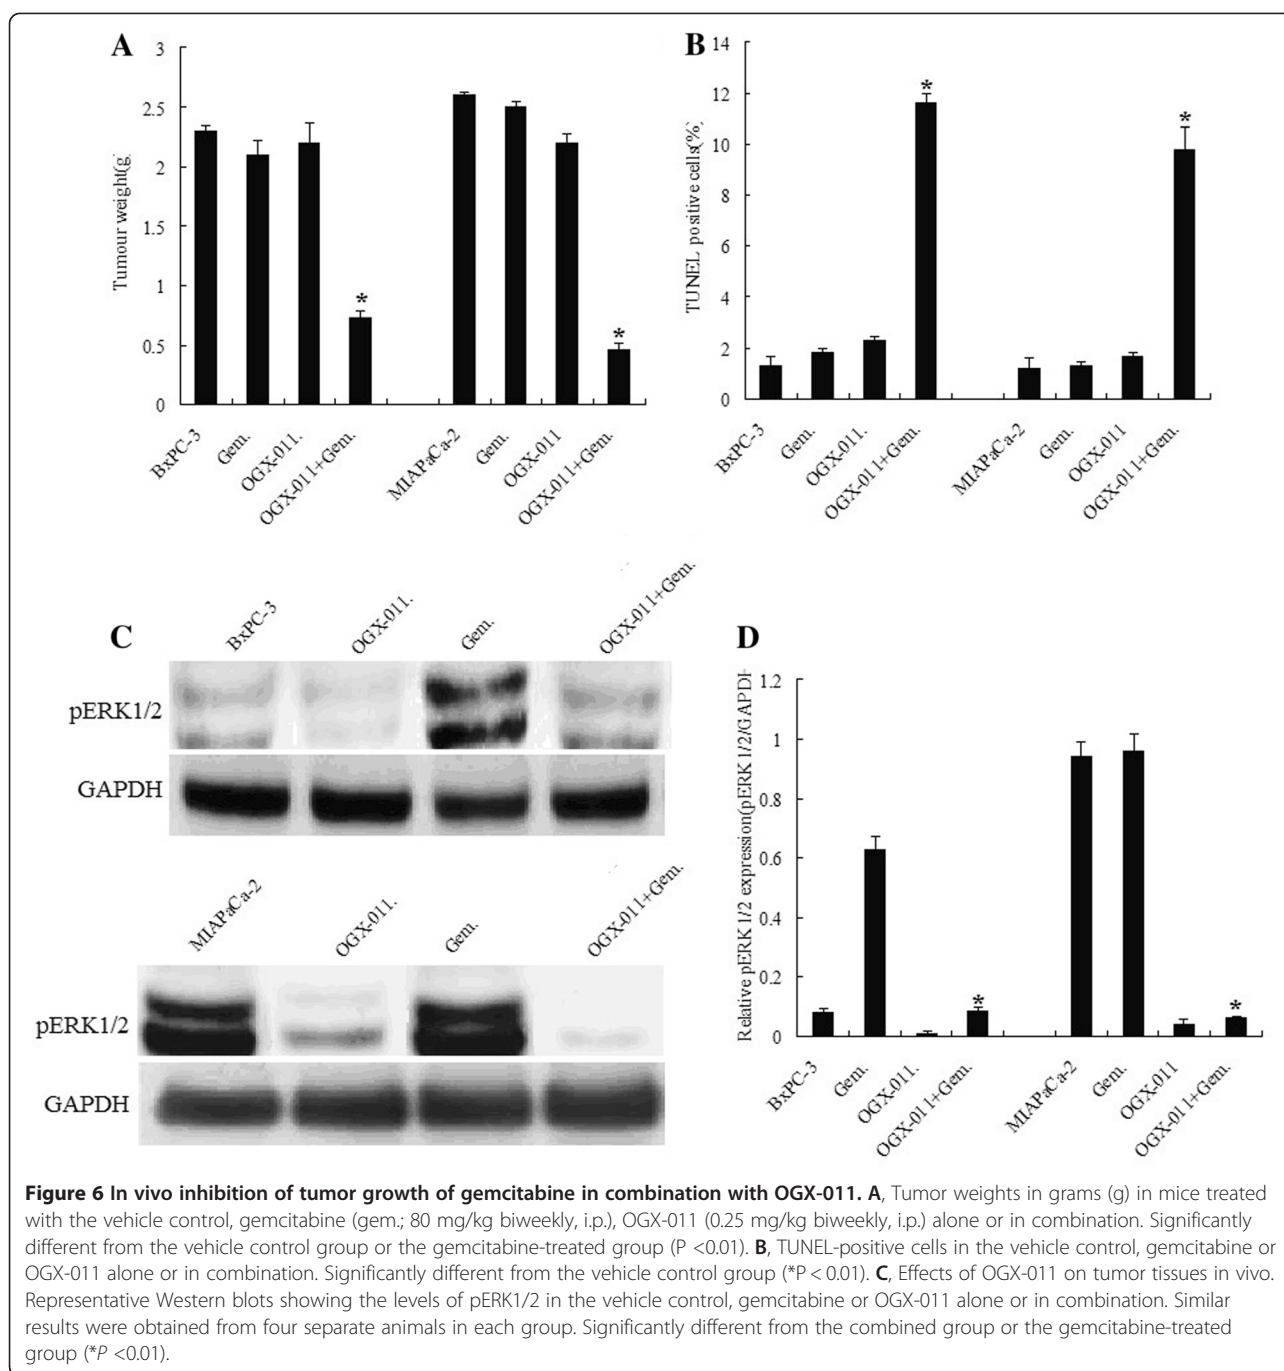 A
3
2.5
2
1.5
1
0.5
0
Tumour weight(g)
*
*
BxPC-3
Gem.
OGX-011.
OGX-011+Gem.
MIAPaCa-2
Gem.
OGX-011
OGX-011+Gem.
B
14
12
10
8
6
4
2
0
TUNEL positive cells(%)
*
*
BxPC-3
Gem.
OGX-011.
OGX-011+Gem.
MIAPaCa-2
Gem.
OGX-011
OGX-011+Gem.
C
BxPC-3
OGX-011.
Gem.
OGX-011+Gem.
pERK1/2
GAPDH
MIAPaCa-2
OGX-011.
Gem.
OGX-011+Gem.
pERK1/2
GAPDH
D
1.2
1
0.8
0.6
0.4
0.2
0
Relative pERK1/2 expression(pERK1/2/GAPDH
*
*
BxPC-3
Gem.
OGX-011.
OGX-011+Gem.
MIAPaCa-2
Gem.
OGX-011
OGX-011+Gem.
Figure 6 In vivo inhibition of tumor growth of gemcitabine in combination with OGX-011. A, Tumor weights in grams (g) in mice treated
with the vehicle control, gemcitabine (gem.; 80 mg/kg biweekly, i.p.), OGX-011 (0.25 mg/kg biweekly, i.p.) alone or in combination. Significantly
different from the vehicle control group or the gemcitabine-treated group (P <0.01). B, TUNEL-positive cells in the vehicle control, gemcitabine or
OGX-011 alone or in combination. Significantly different from the vehicle control group (*P < 0.01). C, Effects of OGX-011 on tumor tissues in vivo.
Representative Western blots showing the levels of pERK1/2 in the vehicle control, gemcitabine or OGX-011 alone or in combination. Similar
results were obtained from four separate animals in each group. Significantly different from the combined group or the gemcitabine-treated
group (*P <0.01).